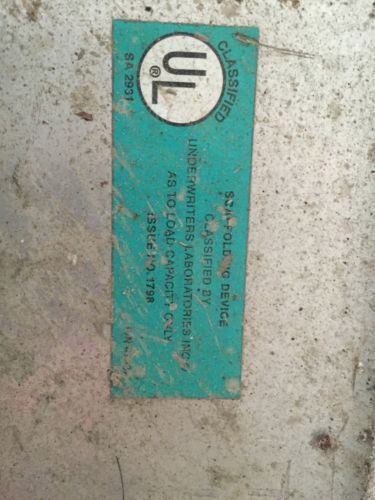 CLASSIFIED
UL
®
SA 2931
SCAFFOLDING DEVICE
CLASSIFIED BY
UNDERWRITERS LABORATORIES INC.®
AS TO LOAD CAPACITY ONLY
ISSUE NO. 1798